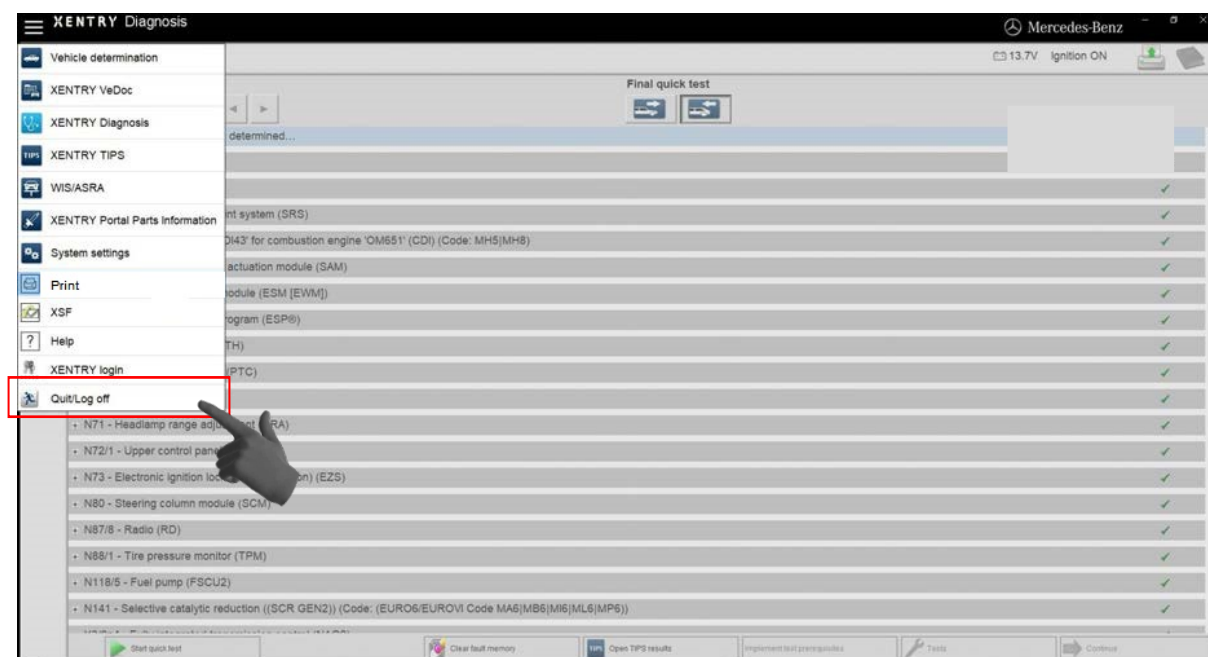 XENTRY Diagnosis
Mercedes-Benz
Vehicle determination
13.7V Ignition ON
XENTRY VeDoc
Final quick test
XENTRY Diagnosis
determined...
TIPS XENTRY TIPS
WIS/ASRA
XENTRY Portal Parts Information
nt system (SRS)
DI43' for combustion engine 'OM651' (CDI) (Code: MH5|MH8)
System settings
actuation module (SAM)
Print
module (ESM [EWM])
XSF
rogram (ESP®)
? Help
TH)
XENTRY login
(PTC)
Quit/Log off
+ N71 - Headlamp range RA)
+ N72/1 - Upper control pane
+ N73 - Electronic ignition on) (EZS)
+ N80 - Steering column module (SCM)
+ N87/8 - Radio (RD)
+ N88/1 - Tire pressure monitor (TPM)
+ N118/5 - Fuel pump (FSCU2)
+ N141 - Selective catalytic reduction ((SCR GEN2)) (Code: (EURO6/EUROVI Code MA6|MB6|MI6|ML6|MP6))
Start quick test
Clear fault memory
TIPS Open TIPS results
Implement test prerequisites
Tests
Continue